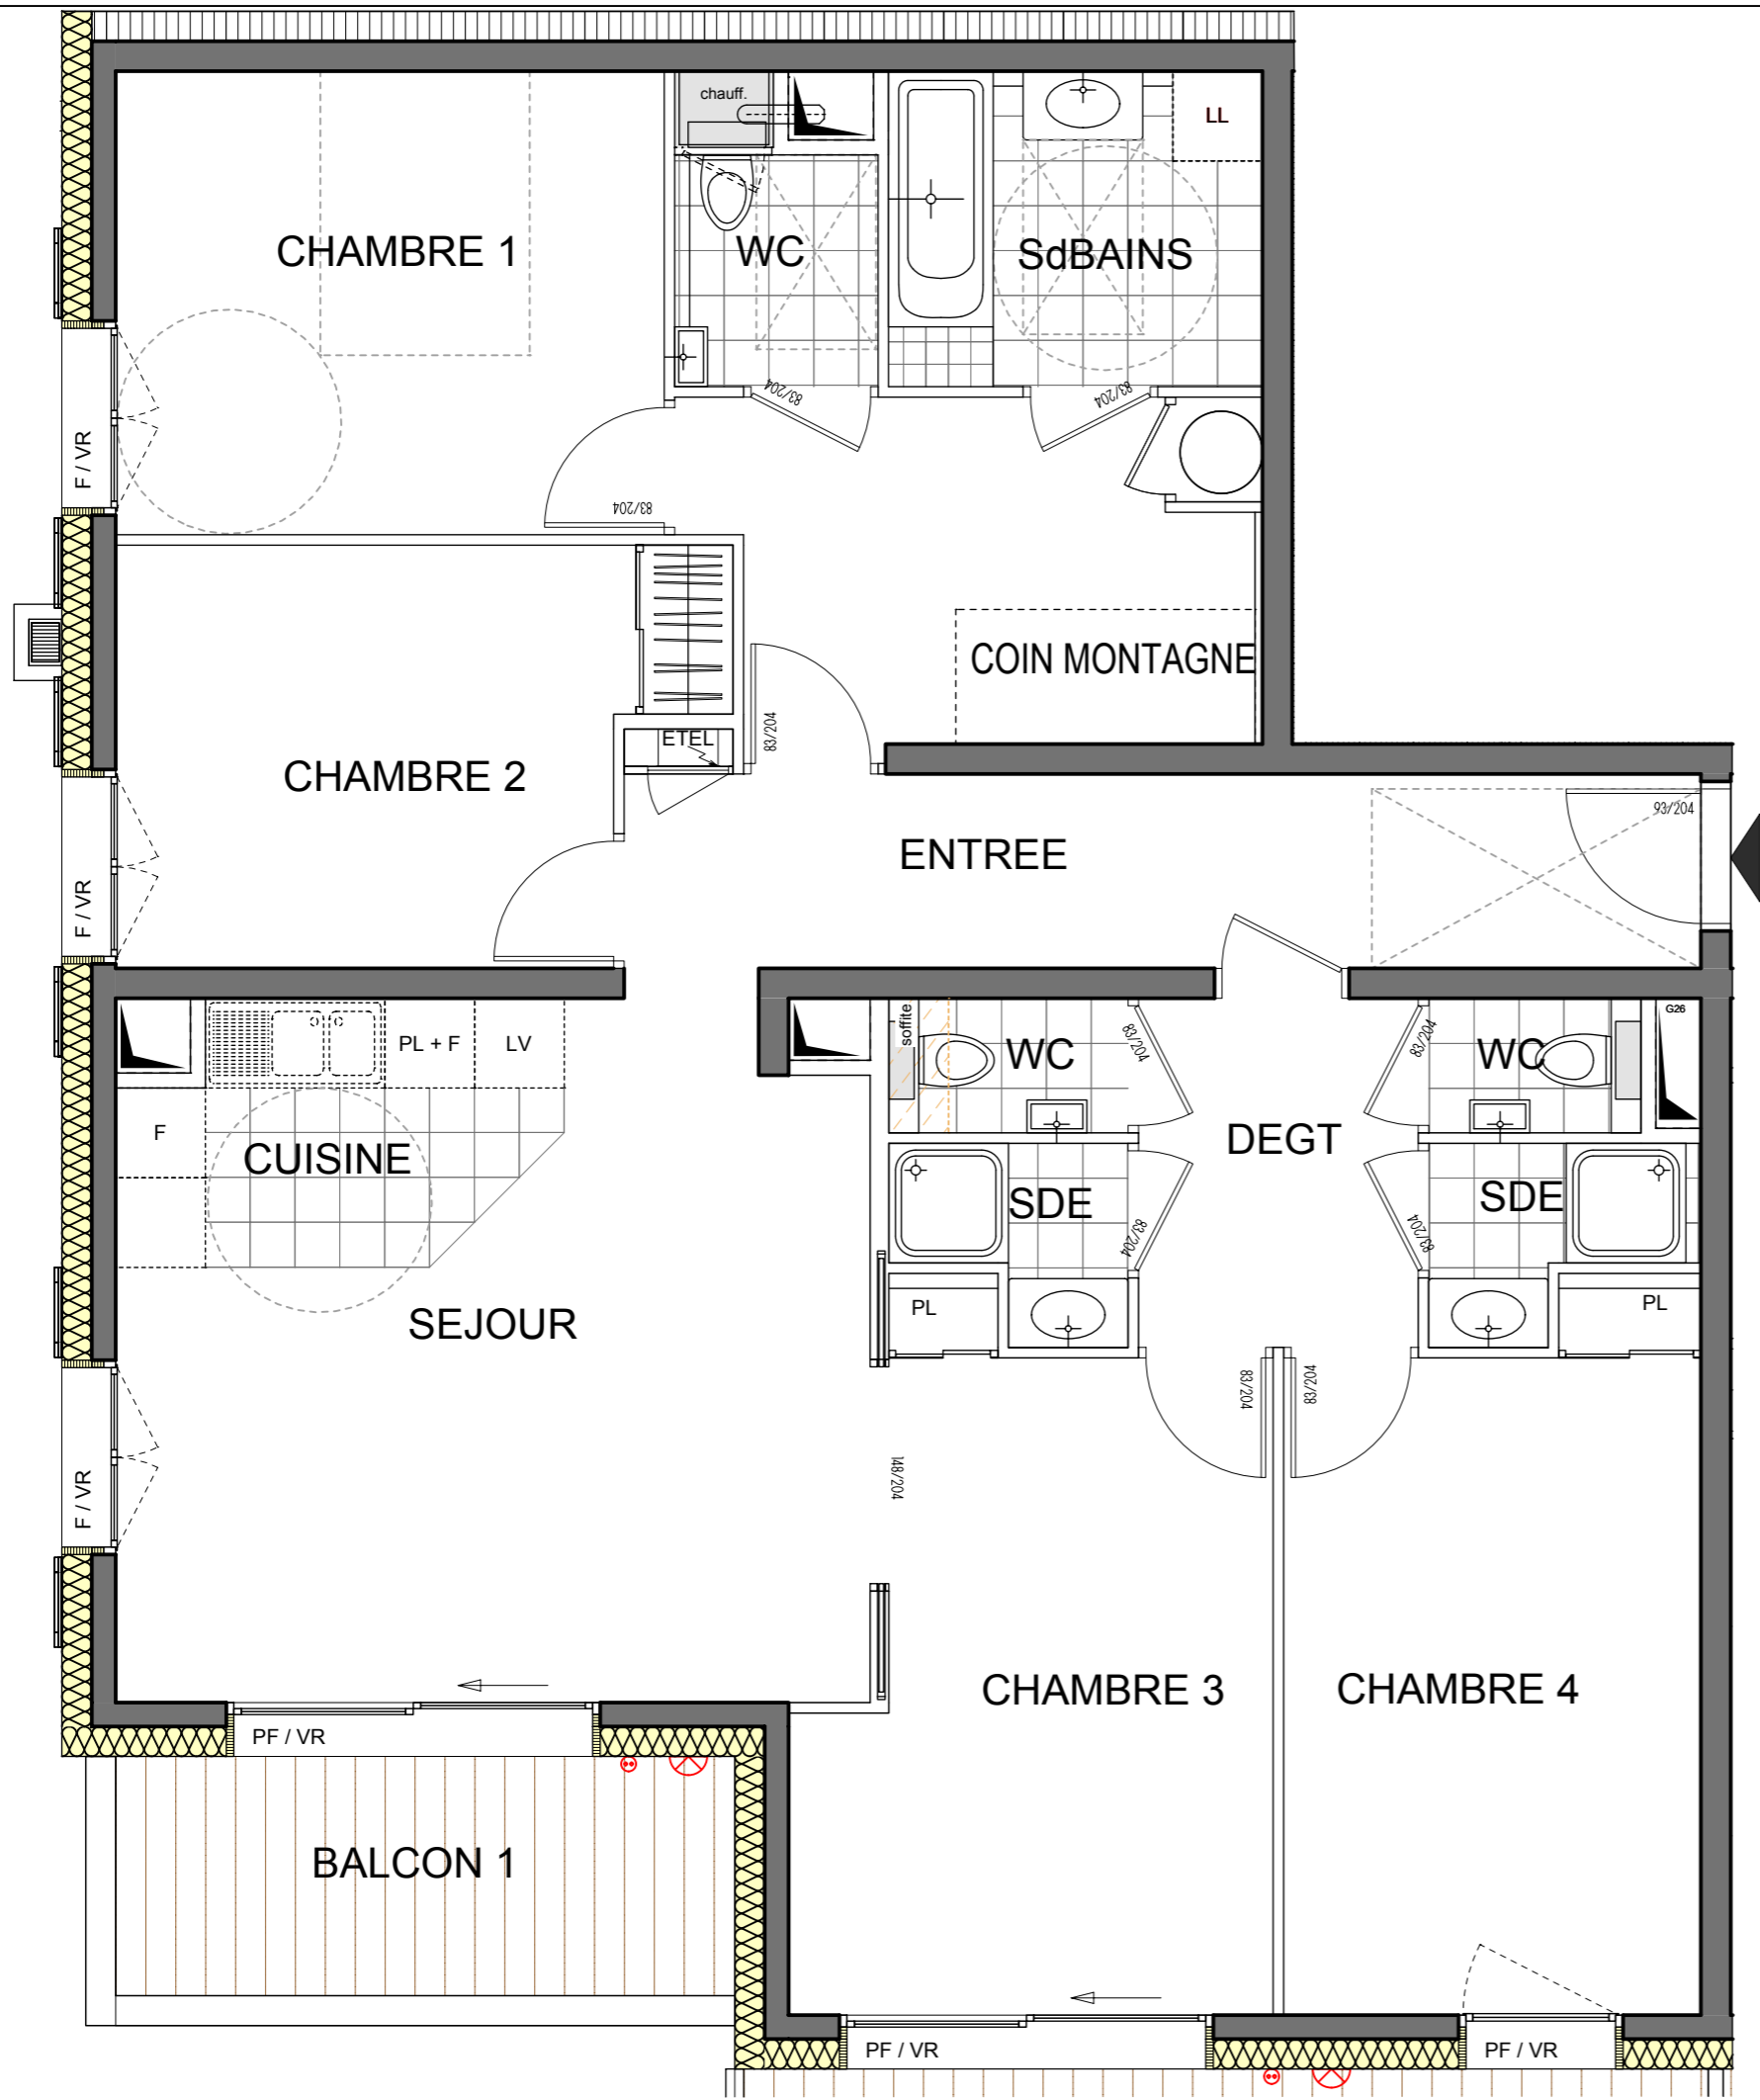 chauff.
LL
CHAMBRE 1
WC
SdBAINS
83/204
83/204
F / VR
83/204
COIN MONTAGNE
83/204
ETEL
CHAMBRE 2
93/204
ENTREE
F / VR
soffite
G26
PL + F
LV
WC
83/204
83/204
WC
F
CUISINE
DEGT
SDE
SDE
83/204
83/204
PL
PL
SEJOUR
83/204
83/204
148/204
F / VR
CHAMBRE 3
CHAMBRE 4
PF / VR
BALCON 1
PF / VR
PF / VR